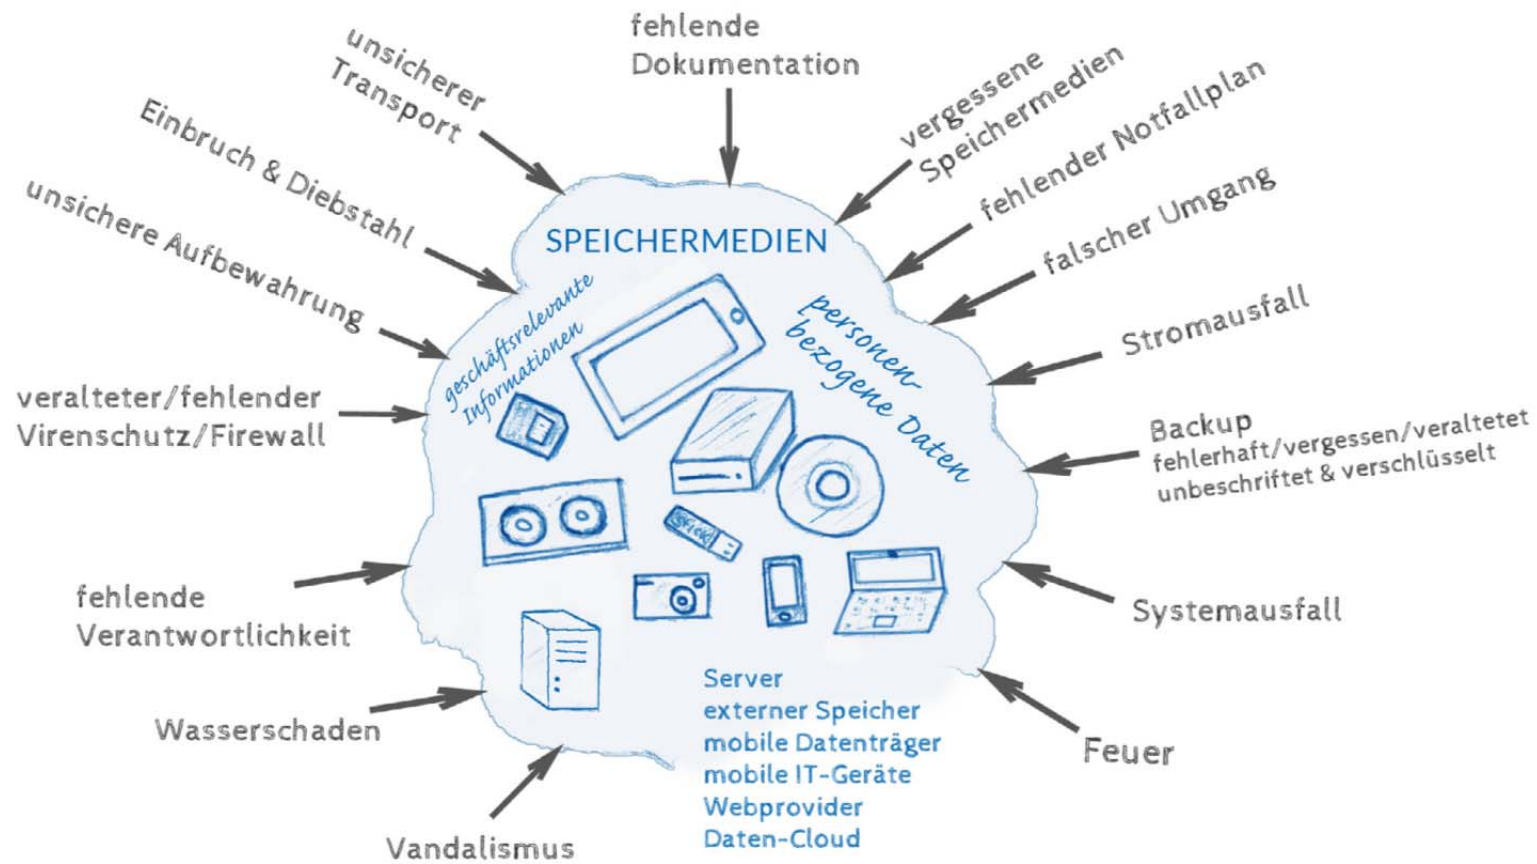 fehlende
Dokumentation
unsicherer
Transport
Einbruch & Diebstahl
unsichere Aufbewahrung
veralteter/fehlender
Virenschutz/Firewall
fehlende
Verantwortlichkeit
Wasserschaden
Vandalismus
vergessene
Speichermedien
fehlender Notfallplan
falscher Umgang
Stromausfall
Backup
fehlerhaft/vergessen/veraltetet
unbeschriftet & verschlüsselt
Systemausfall
Feuer
SPEICHERMEDIEN
geschäftsrelevante
Informationen
personen-
bezogene Daten
Server
externer Speicher
mobile Datenträger
mobile IT-Geräte
Webprovider
Daten-Cloud